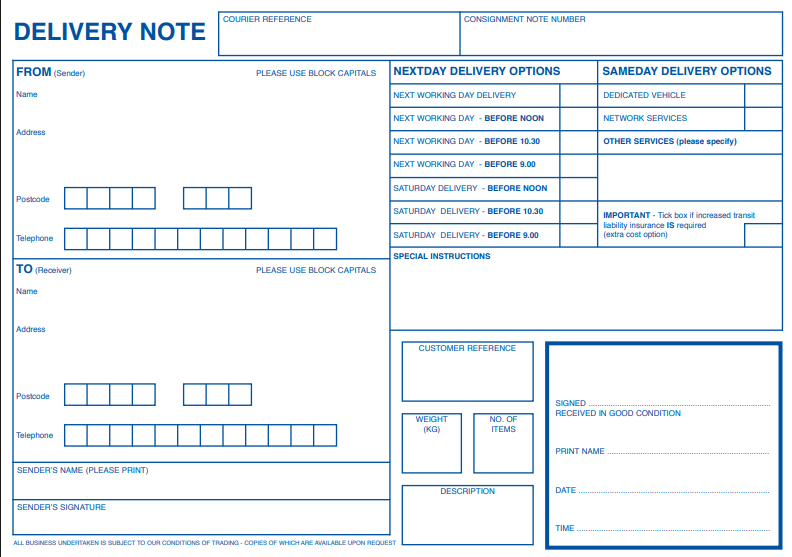 DELIVERY NOTE
COURIER REFERENCE
CONSIGNMENT NOTE NUMBER
FROM (Sender) PLEASE USE BLOCK CAPITALS
Name
Address
Postcode
Telephone
TO (Receiver) PLEASE USE BLOCK CAPITALS
Name
Address
Postcode
Telephone
SENDER'S NAME (PLEASE PRINT)
SENDER'S SIGNATURE
ALL BUSINESS UNDERTAKEN IS SUBJECT TO OUR CONDITIONS OF TRADING - COPIES OF WHICH ARE AVAILABLE UPON REQUEST
NEXTDAY DELIVERY OPTIONS
NEXT WORKING DAY DELIVERY
NEXT WORKING DAY - BEFORE NOON
NEXT WORKING DAY - BEFORE 10.30
NEXT WORKING DAY - BEFORE 9.00
SATURDAY DELIVERY - BEFORE NOON
SATURDAY DELIVERY - BEFORE 10.30
SATURDAY DELIVERY - BEFORE 9.00
SAMEDAY DELIVERY OPTIONS
DEDICATED VEHICLE
NETWORK SERVICES
OTHER SERVICES (please specify)
IMPORTANT - Tick box if increased transit
liability insurance IS required
(extra cost option)
SPECIAL INSTRUCTIONS
CUSTOMER REFERENCE
WEIGHT
(KG)
NO. OF
ITEMS
DESCRIPTION
SIGNED
RECEIVED IN GOOD CONDITION
PRINT NAME
DATE
TIME